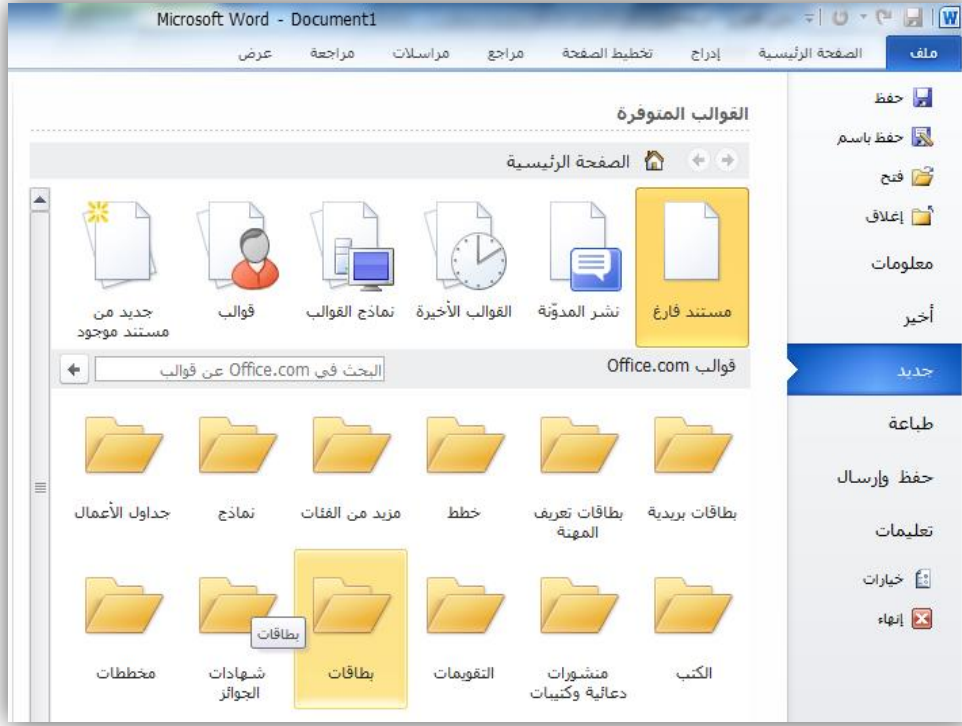 Microsoft Word - Document1
ملف
الصفحة الرئيسية
إدراج
تخطيط الصفحة
مراجع
مراسلات
مراجعة
عرض
حفظ
حفظ باسم
فتح
إغلاق
معلومات
أخير
جديد
طباعة
حفظ وإرسال
تعليمات
خيارات
إنهاء
القوالب المتوفرة
الصفحة الرئيسية
مستند فارغ
نشر المدوّنة
القوالب الأخيرة
نماذج القوالب
قوالب
جديد من
مستند موجود
قوالب Office.com
البحث في Office.com عن قوالب
بطاقات بريدية
بطاقات تعريف
المهنة
خطط
مزيد من الفئات
نماذج
جداول الأعمال
الكتب
منشورات
دعائية وكتيبات
التقويمات
بطاقات
بطاقات
شهادات
الجوائز
مخططات